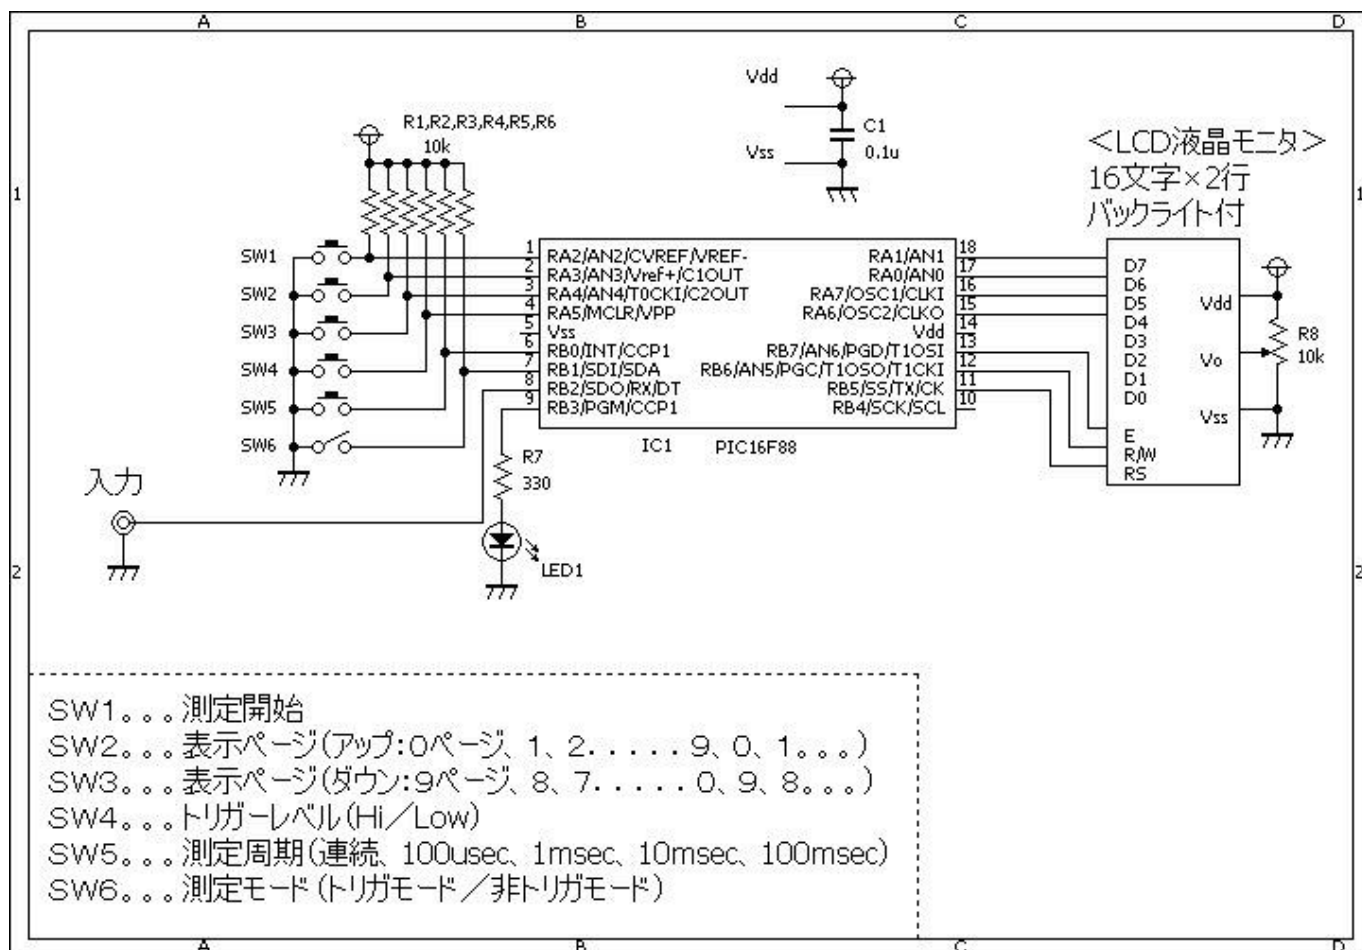 A B C D
1
1
2
2
Vdd
Vss
C1
0.1u
R1,R2,R3,R4,R5,R6
10k
<LCD液晶モニタ>
16文字×2行
バックライト付
SW1
SW2
SW3
SW4
SW5
SW6
1 RA2/AN2/CVREF/VREF-
2 RA3/AN3/Vref+/C1OUT
3 RA4/AN4/T0CKI/C2OUT
4 RA5/MCLR/VPP
5 Vss
6 RB0/INT/CCP1
7 RB1/SDI/SDA
8 RB2/SDO/RX/DT
9 RB3/PGM/CCP1
RA1/AN1 18
RA0/AN0 17
RA7/OSC1/CLKI 16
RA6/OSC2/CLKO 15
Vdd 14
RB7/AN6/PGD/T1OSI 13
RB6/AN5/PGC/T1OSO/T1CKI 12
RB5/SS/TX/CK 11
RB4/SCK/SCL 10
IC1 PIC16F88
D7
D6
D5
D4
D3
D2
D1
D0
E
R/W
RS
Vdd
Vo
Vss
R8
10k
R7
330
LED1
入力
SW1。。。測定開始
SW2。。。表示ページ(アップ:0ページ、1、2．．．．．9、0、1。。。)
SW3。。。表示ページ(ダウン:9ページ、8、7．．．．．0、9、8。。。)
SW4。。。トリガーレベル(Hi／Low)
SW5。。。測定周期(連続、100usec、1msec、10msec、100msec)
SW6。。。測定モード(トリガモード／非トリガモード)
A B C D